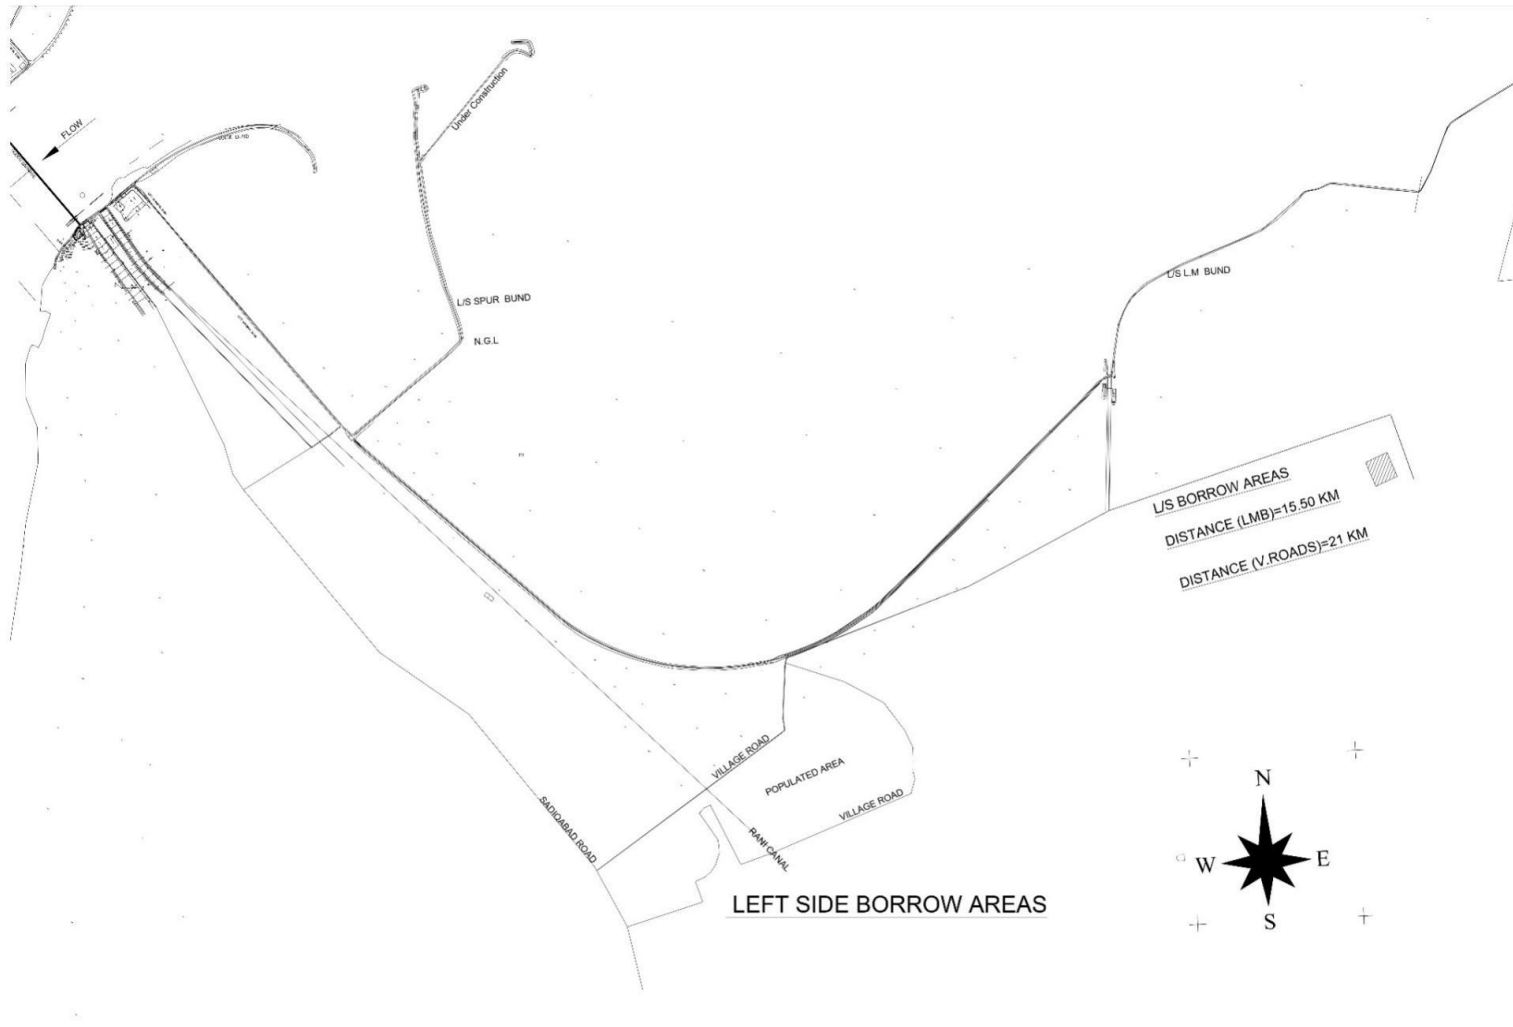 Under Construction
FLOW
L/S L.M BUND
L/S SPUR BUND
N.G.L
L/S BORROW AREAS
DISTANCE (LMB)=15.50 KM
DISTANCE (V.ROADS)=21 KM
VILLAGE ROAD
POPULATED AREA
VILLAGE ROAD
SADIQABAD ROAD
RANI CANAL
LEFT SIDE BORROW AREAS
N
W
E
S